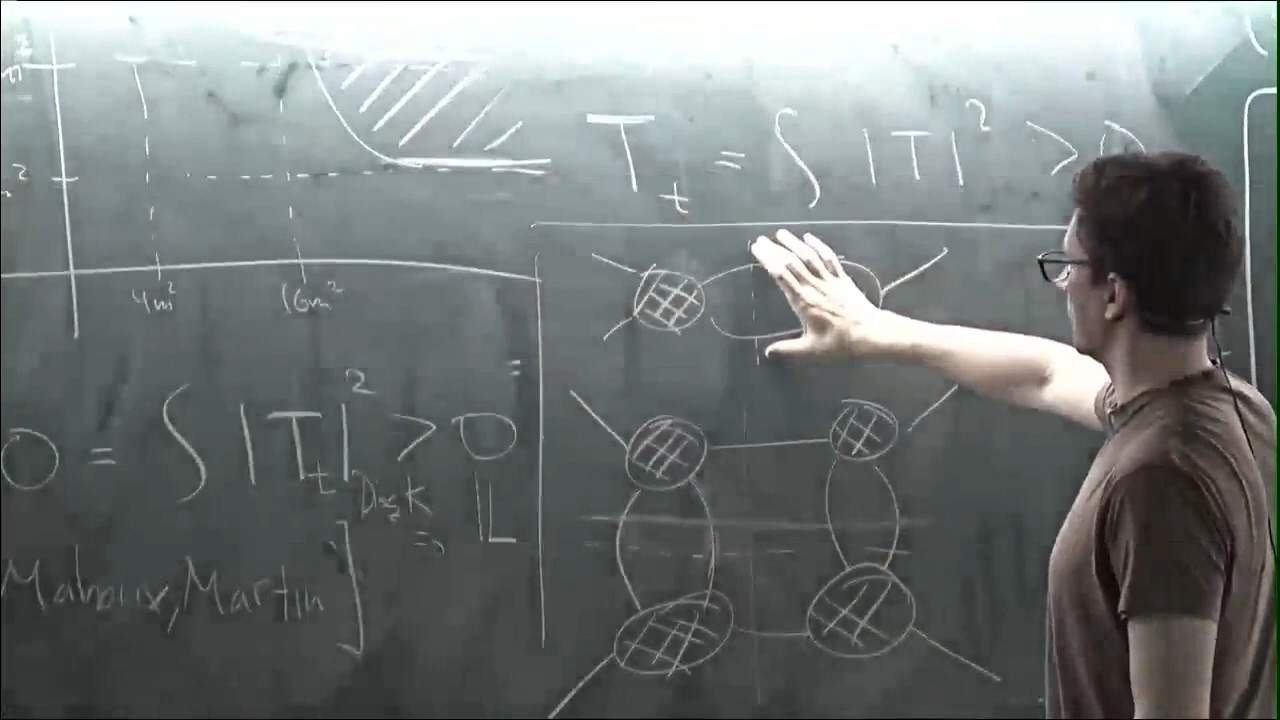 T_t = ∫ |T|² > 0
4m² 16m²
0 = ∫ |T_t|² > 0
Disk
Mahoux, Martin ]